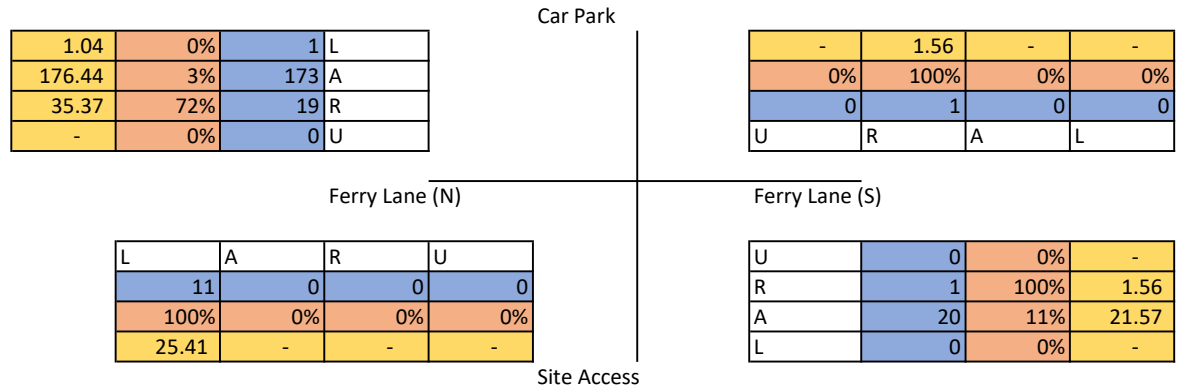 Car Park
1.04 0% 1 L
176.44 3% 173 A
35.37 72% 19 R
- 0% 0 U
- 1.56 - -
0% 100% 0% 0%
0 1 0 0
U R A L
Ferry Lane (N)
Ferry Lane (S)
L A R U
11 0 0 0
100% 0% 0% 0%
25.41 - - -
U 0 0% -
R 1 100% 1.56
A 20 11% 21.57
L 0 0% -
Site Access